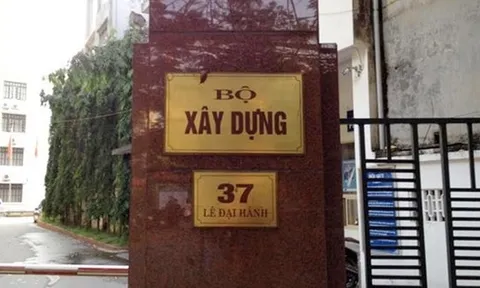 BỘ
XÂY DỰNG
37
LÊ ĐẠI HÀNH